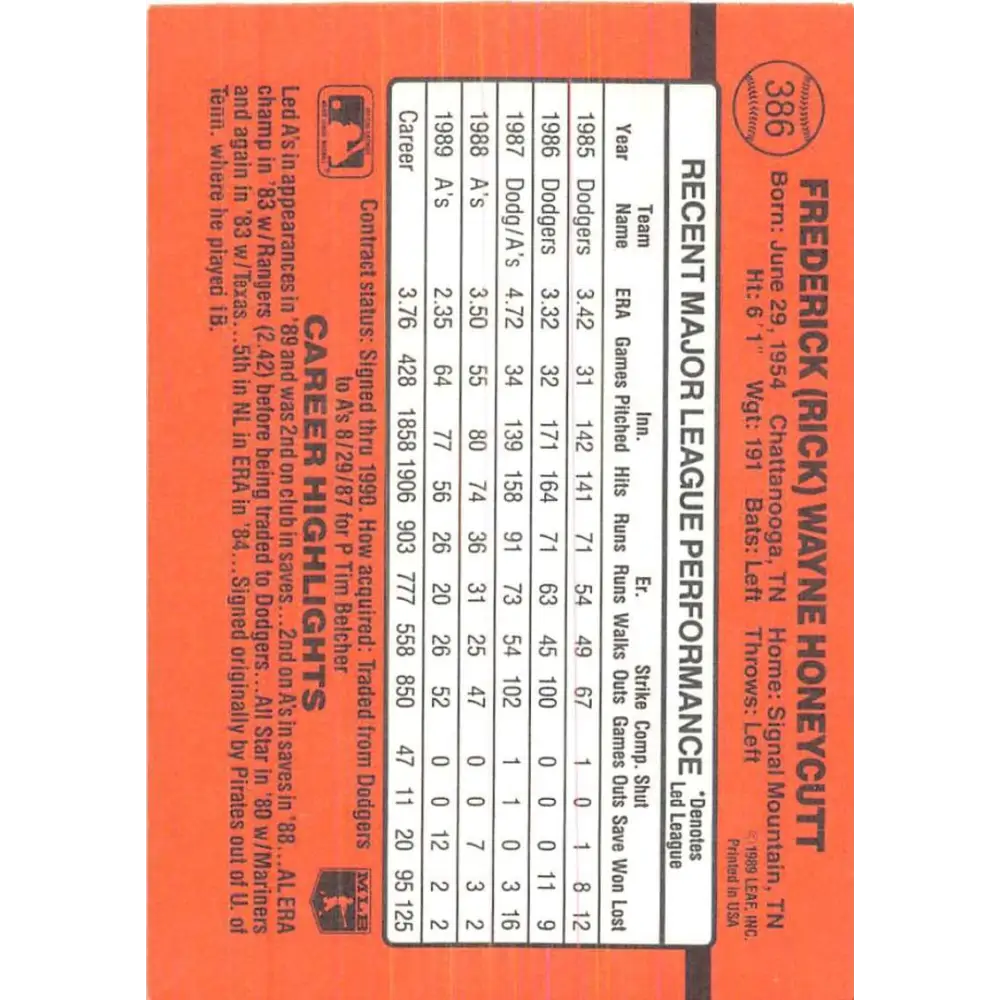 386
FREDERICK (RICK) WAYNE HONEYCUTT
Born: June 29, 1954 Chattanooga, TN Home: Signal Mountain, TN
Ht: 6'1" Wgt: 191 Bats: Left Throws: Left
© 1989 LEAF, INC.
Printed in USA
RECENT MAJOR LEAGUE PERFORMANCE
*Denotes
Led League
Team Inn. Er. Strike Comp. Shut
Year Name ERA Games Pitched Hits Runs Runs Walks Outs Games Outs Save Won Lost
1985 Dodgers 3.42 31 142 141 71 54 49 67 1 0 1 8 12
1986 Dodgers 3.32 32 171 164 71 63 45 100 0 0 0 11 9
1987 Dodg/A's 4.72 34 139 158 91 73 54 102 1 1 0 3 16
1988 A's 3.50 55 80 74 36 31 25 47 0 0 7 3 2
1989 A's 2.35 64 77 56 26 20 26 52 0 0 12 2 2
Career 3.76 428 1858 1906 903 777 558 850 47 11 20 95 125
Contract status: Signed thru 1990. How acquired: Traded from Dodgers
to A's 8/29/87 for P Tim Belcher
MLB
CAREER HIGHLIGHTS
Led A's in appearances in '89 and was 2nd on club in saves...2nd on A's in saves in '88...AL ERA
champ in '83 w/Rangers (2.42) before being traded to Dodgers...All Star in '80 w/Mariners
and again in '83 w/Texas...5th in NL in ERA in '84...Signed originally by Pirates out of U. of
Tenn. where he played 1B.